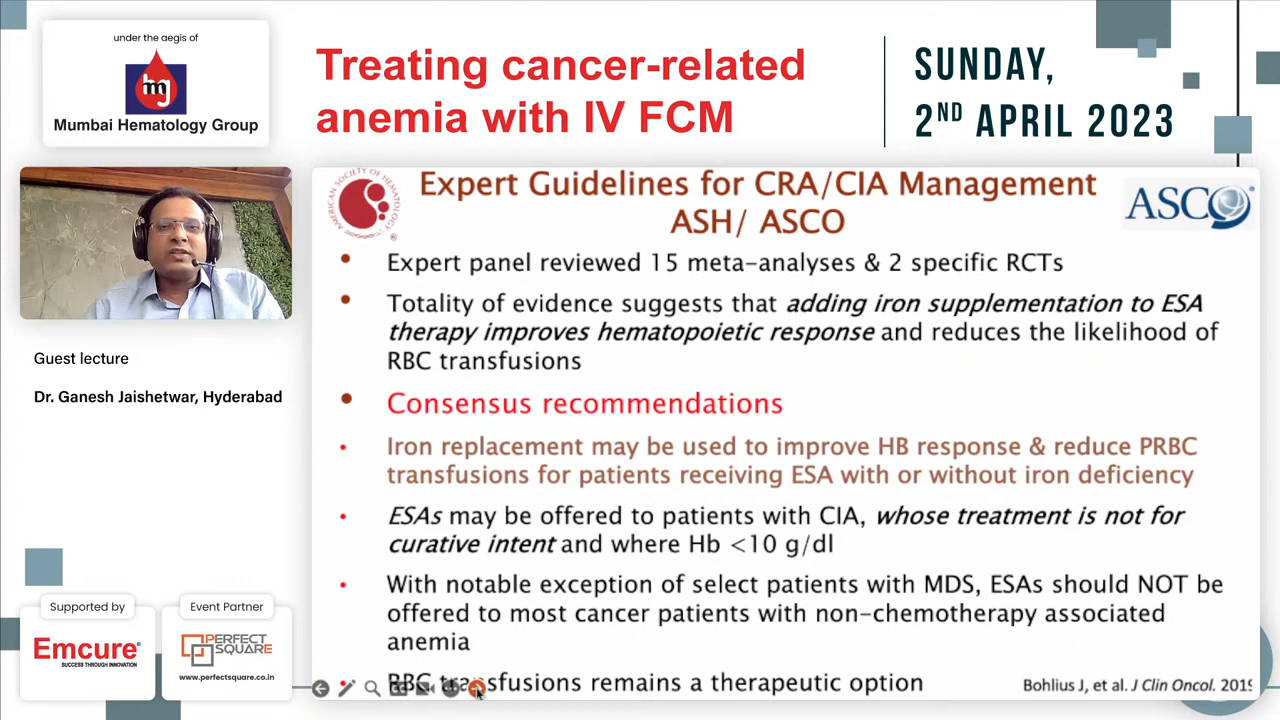 under the aegis of
mhj
Mumbai Hematology Group
Treating cancer-related
anemia with IV FCM
SUNDAY,
2ND APRIL 2023
Guest lecture
Dr. Ganesh Jaishetwar, Hyderabad
AMERICAN SOCIETY OF HEMATOLOGY
Expert Guidelines for CRA/CIA Management
ASH/ ASCO
ASCO
• Expert panel reviewed 15 meta-analyses & 2 specific RCTs
• Totality of evidence suggests that adding iron supplementation to ESA
therapy improves hematopoietic response and reduces the likelihood of
RBC transfusions
• Consensus recommendations
• Iron replacement may be used to improve HB response & reduce PRBC
transfusions for patients receiving ESA with or without iron deficiency
• ESAs may be offered to patients with CIA, whose treatment is not for
curative intent and where Hb <10 g/dl
• With notable exception of select patients with MDS, ESAs should NOT be
offered to most cancer patients with non-chemotherapy associated
anemia
• RBC transfusions remains a therapeutic option
Bohlius J, et al. J Clin Oncol. 2019
Supported by
Emcure®
SUCCESS THROUGH INNOVATION
Event Partner
PERFECT
SQUARE
www.perfectsquare.co.in